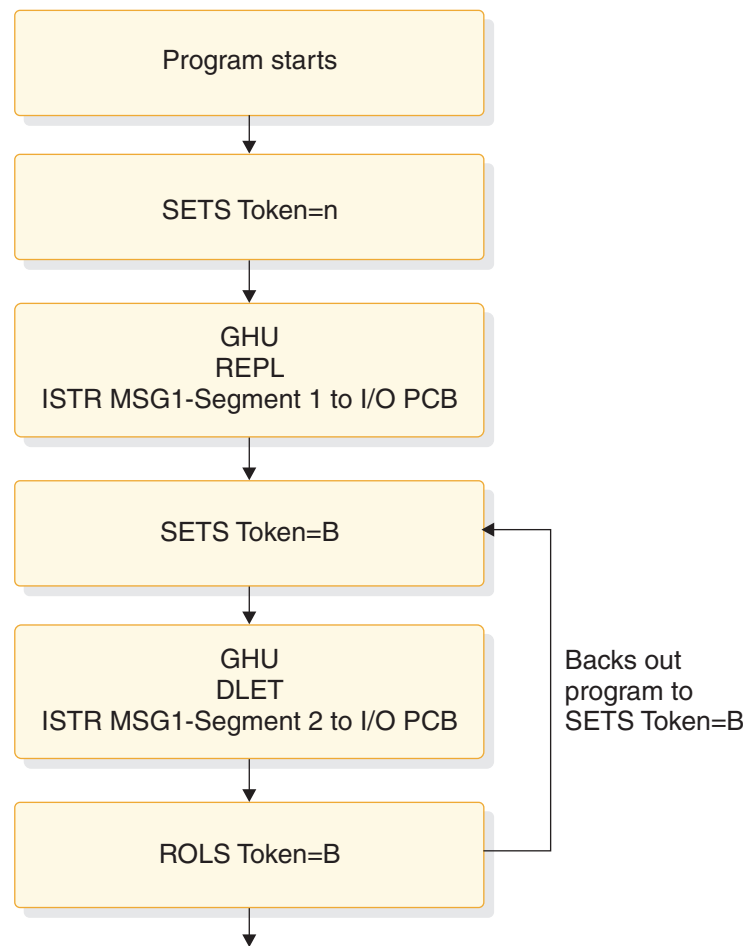 Program starts
SETS Token=n
GHU
REPL
ISTR MSG1-Segment 1 to I/O PCB
SETS Token=B
GHU
DLET
ISTR MSG1-Segment 2 to I/O PCB
Backs out
program to
SETS Token=B
ROLS Token=B